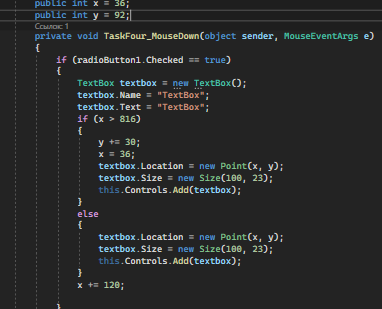 public int x = 36;
public int y = 92;
Ссылок: 1
private void TaskFour_MouseDown(object sender, MouseEventArgs e)
{
if (radioButton1.Checked == true)
{
TextBox textbox = new TextBox();
textbox.Name = "TextBox";
textbox.Text = "TextBox";
if (x > 816)
{
y += 30;
x = 36;
textbox.Location = new Point(x, y);
textbox.Size = new Size(100, 23);
this.Controls.Add(textbox);
}
else
{
textbox.Location = new Point(x, y);
textbox.Size = new Size(100, 23);
this.Controls.Add(textbox);
}
x += 120;
}